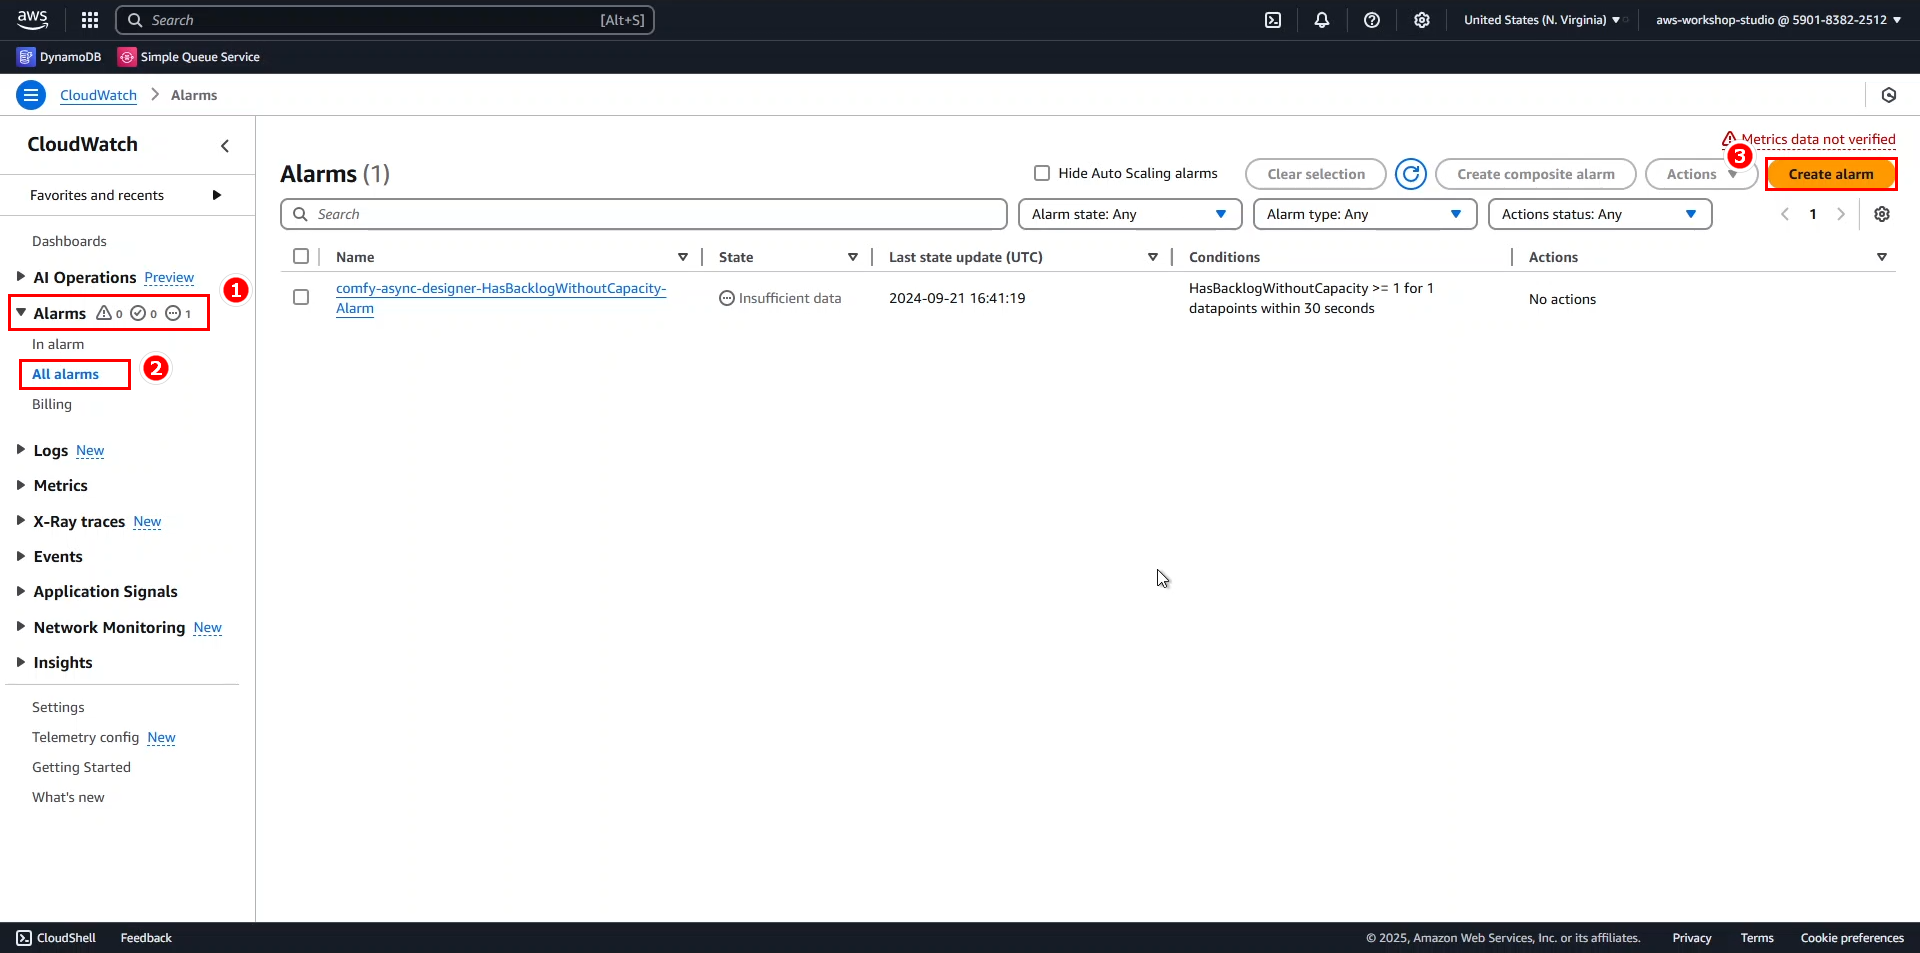 aws
Search [Alt+S]
United States (N. Virginia) ▼
aws-workshop-studio @ 5901-8382-2512 ▼
DynamoDB
Simple Queue Service
CloudWatch > Alarms
CloudWatch
Favorites and recents
Dashboards
AI Operations Preview
1
Alarms 0 0 1
In alarm
All alarms
2
Billing
Logs New
Metrics
X-Ray traces New
Events
Application Signals
Network Monitoring New
Insights
Settings
Telemetry config New
Getting Started
What's new
Metrics data not verified
3
Alarms (1)
Hide Auto Scaling alarms
Clear selection
Create composite alarm
Actions
Create alarm
Search
Alarm state: Any
Alarm type: Any
Actions status: Any
1
Name State Last state update (UTC) Conditions Actions
comfy-async-designer-HasBacklogWithoutCapacity-
Alarm
Insufficient data
2024-09-21 16:41:19
HasBacklogWithoutCapacity >= 1 for 1
datapoints within 30 seconds
No actions
CloudShell Feedback
© 2025, Amazon Web Services, Inc. or its affiliates. Privacy Terms Cookie preferences